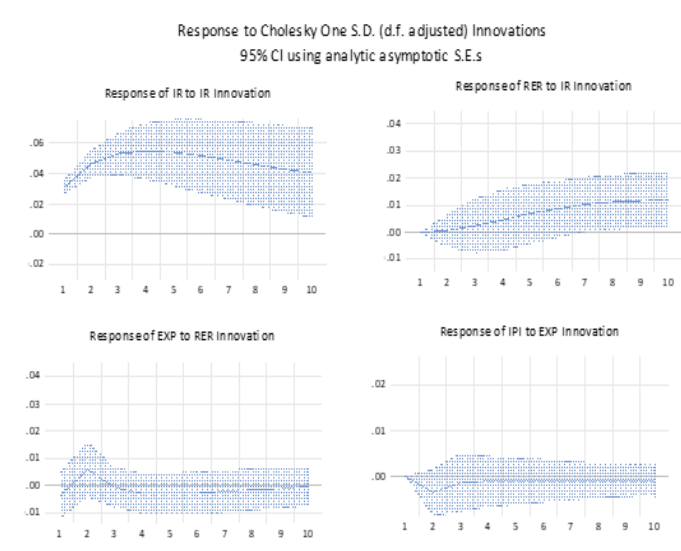 Response to Cholesky One S.D. (d.f. adjusted) Innovations
95% CI using analytic asymptotic S.E.s
Response of IR to IR Innovation
.06
.04
.02
.00
-.02
1 2 3 4 5 6 7 8 9 10
Response of RER to IR Innovation
.04
.03
.02
.01
.00
-.01
1 2 3 4 5 6 7 8 9 10
Response of EXP to RER Innovation
.04
.03
.02
.01
.00
-.01
1 2 3 4 5 6 7 8 9 10
Response of IPI to EXP Innovation
.02
.01
.00
1 2 3 4 5 6 7 8 9 10